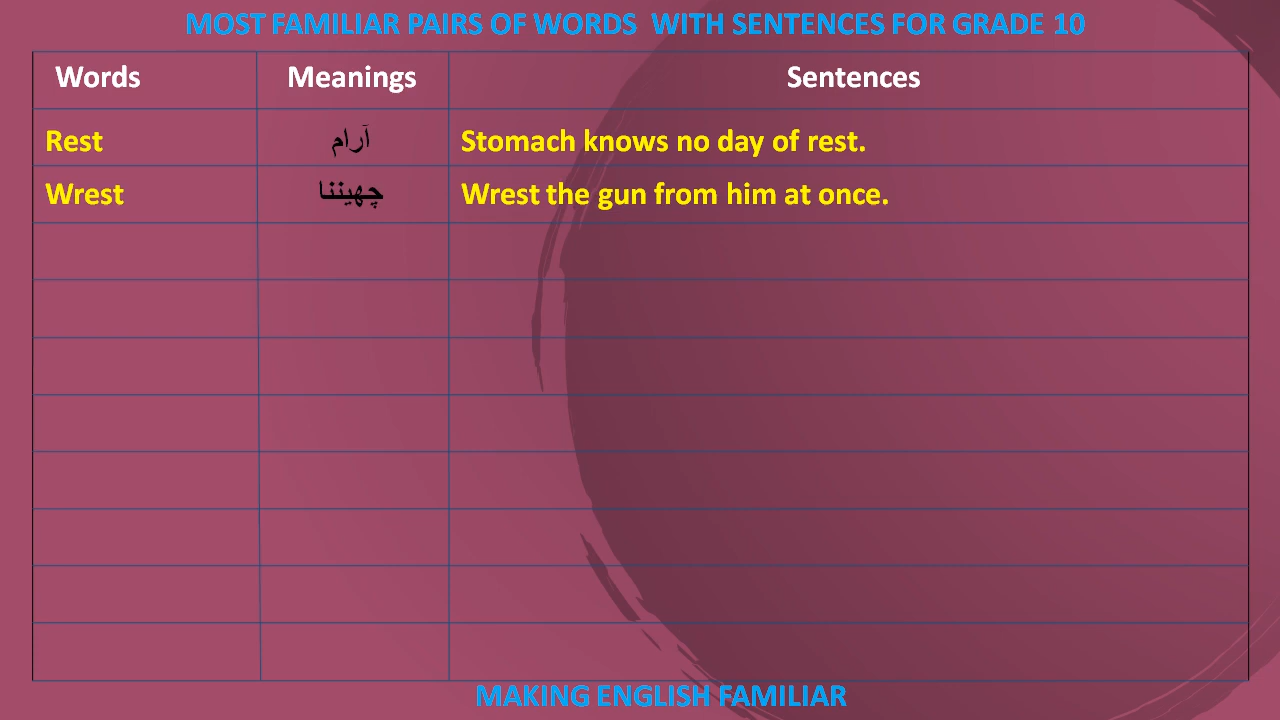 MOST FAMILIAR PAIRS OF WORDS WITH SENTENCES FOR GRADE 10
Words Meanings Sentences
Rest آرام Stomach knows no day of rest.
Wrest چھیننا Wrest the gun from him at once.
MAKING ENGLISH FAMILIAR